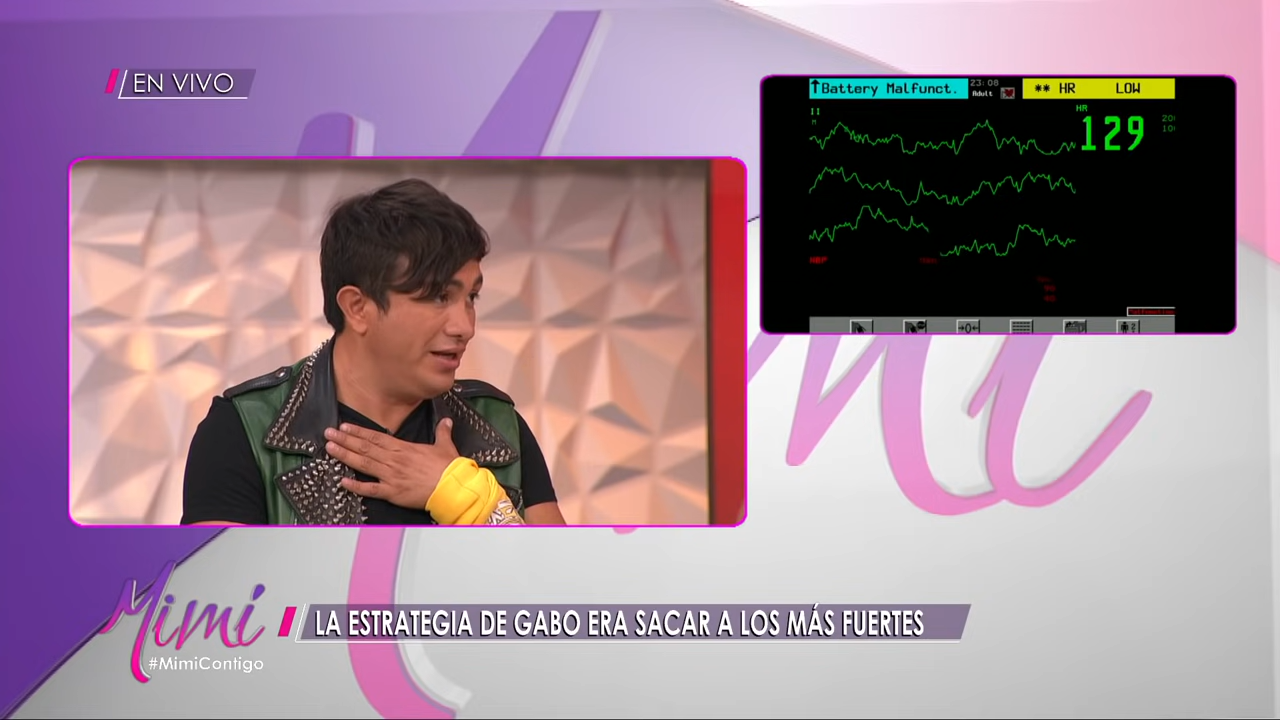 EN VIVO
↑Battery Malfunct.
23:08
Adult
** HR LOW
HR
129
II
M
NBP
Mimi
#MimiContigo
LA ESTRATEGIA DE GABO ERA SACAR A LOS MÁS FUERTES